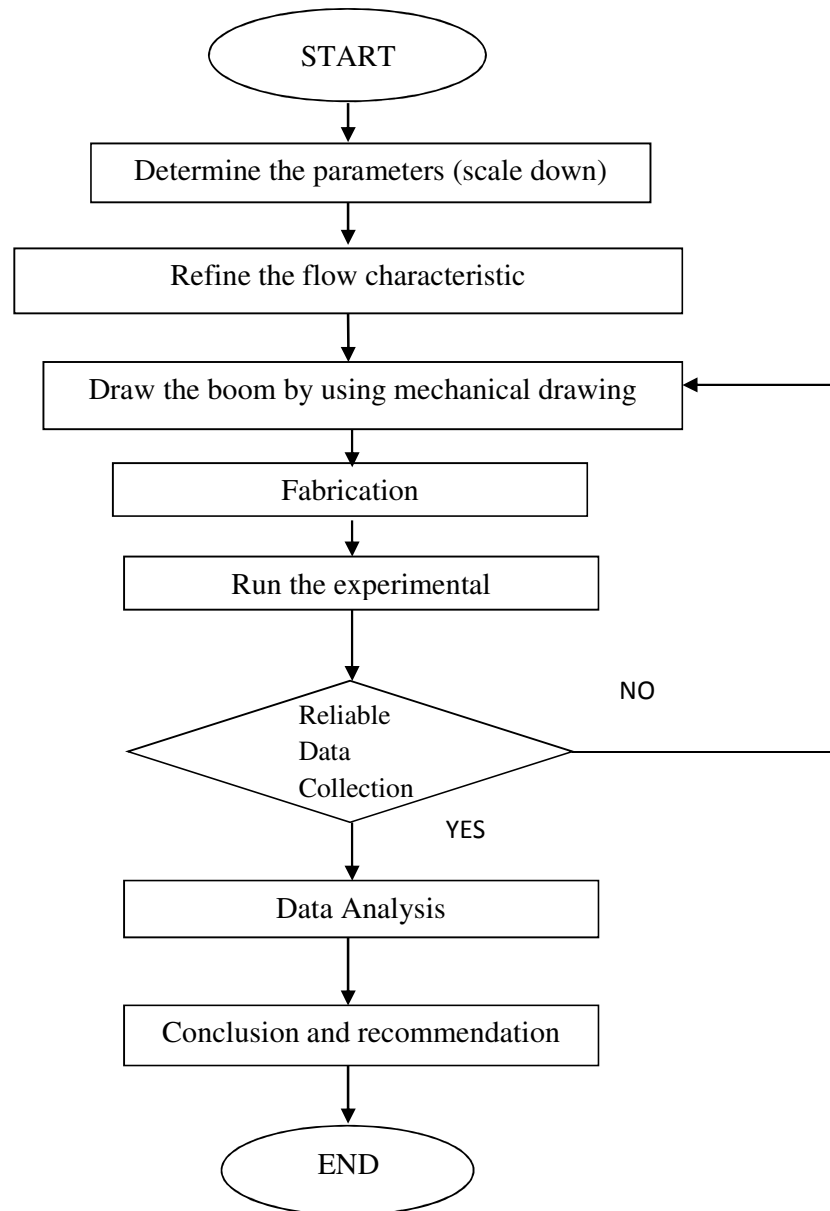 START
Determine the parameters (scale down)
Refine the flow characteristic
Draw the boom by using mechanical drawing
Fabrication
Run the experimental
NO
Reliable
Data
Collection
YES
Data Analysis
Conclusion and recommendation
END